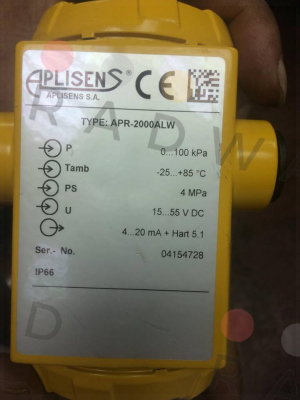 APLISENS®
APLISENS S.A.
CE
TYPE: APR-2000ALW
P 0...100 kPa
Tamb -25...+85 °C
PS 4 MPa
U 15...55 V DC
4...20 mA + Hart 5.1
Ser.- No. 04154728
IP66